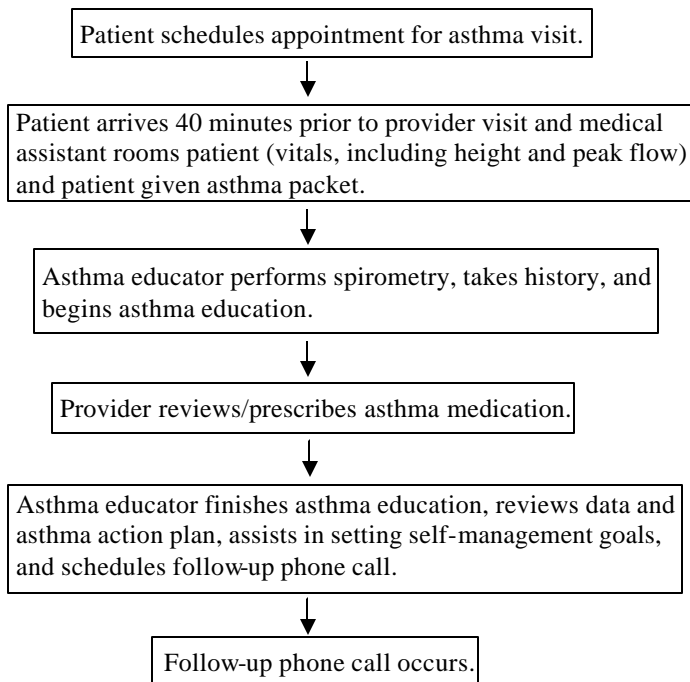 Patient schedules appointment for asthma visit.
Patient arrives 40 minutes prior to provider visit and medical
assistant rooms patient (vitals, including height and peak flow)
and patient given asthma packet.
Asthma educator performs spirometry, takes history, and
begins asthma education.
Provider reviews/prescribes asthma medication.
Asthma educator finishes asthma education, reviews data and
asthma action plan, assists in setting self-management goals,
and schedules follow-up phone call.
Follow-up phone call occurs.